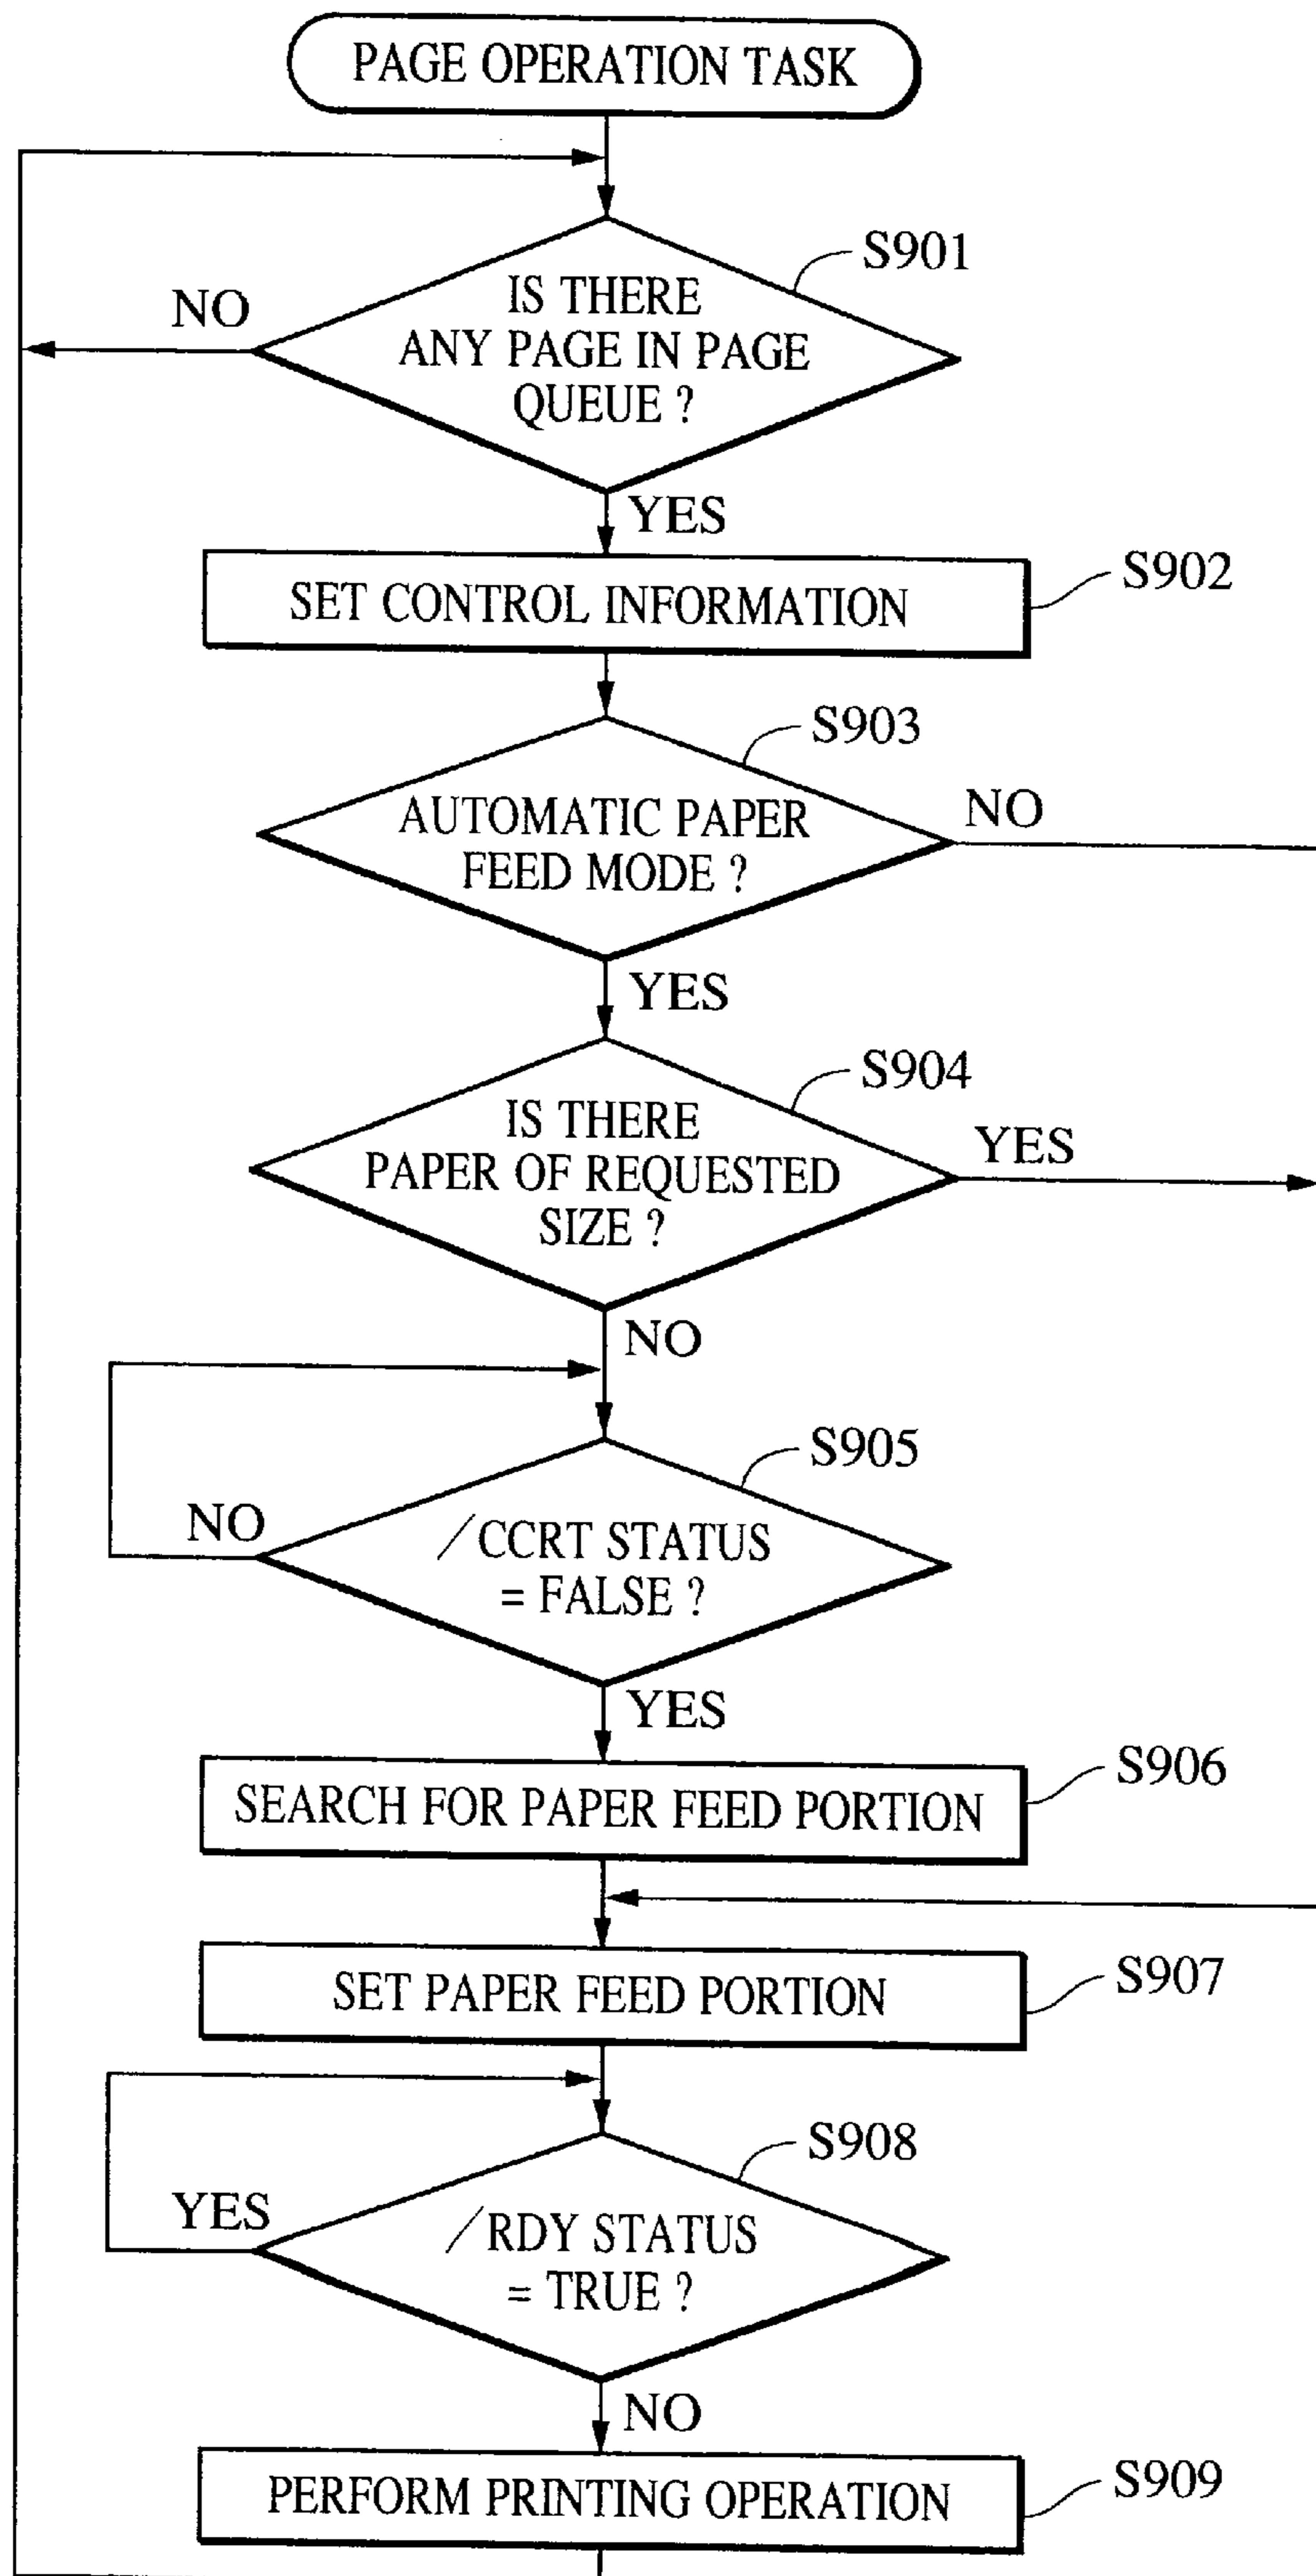 PAGE OPERATION TASK
S901
NO
IS THERE
ANY PAGE IN PAGE
QUEUE ?
YES
SET CONTROL INFORMATION
S902
S903
AUTOMATIC PAPER
FEED MODE ?
NO
YES
S904
IS THERE
PAPER OF REQUESTED
SIZE ?
YES
NO
S905
NO
/CCRT STATUS
= FALSE ?
YES
S906
SEARCH FOR PAPER FEED PORTION
S907
SET PAPER FEED PORTION
S908
YES
/RDY STATUS
= TRUE ?
NO
S909
PERFORM PRINTING OPERATION